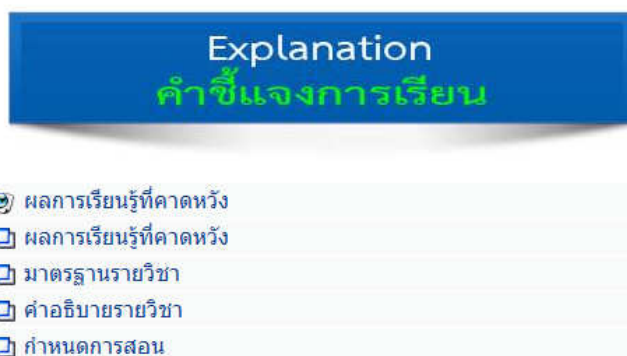 Explanation
คำชี้แจงการเรียน
ผลการเรียนรู้ที่คาดหวัง
ผลการเรียนรู้ที่คาดหวัง
มาตรฐานรายวิชา
คำอธิบายรายวิชา
กำหนดการสอน